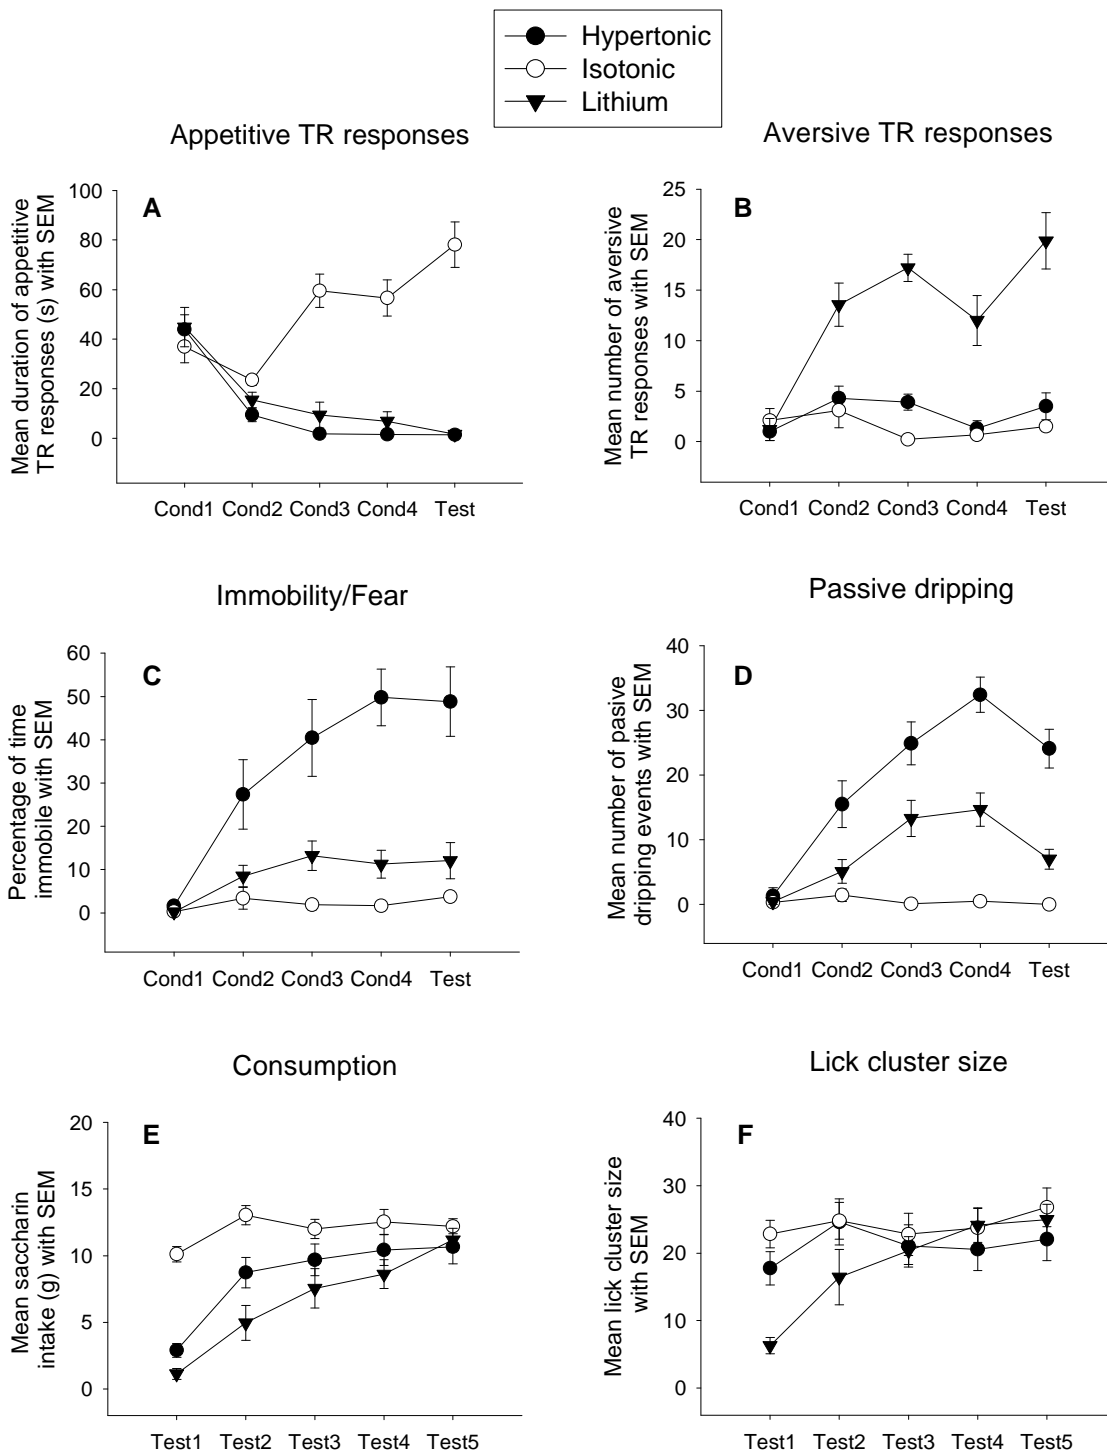 Hypertonic
Isotonic
Lithium
Appetitive TR responses
Mean duration of appetitive
TR responses (s) with SEM
A
100
80
60
40
20
0
Cond1 Cond2 Cond3 Cond4 Test
Aversive TR responses
Mean number of aversive
TR responses with SEM
B
25
20
15
10
5
0
Cond1 Cond2 Cond3 Cond4 Test
Immobility/Fear
Percentage of time
immobile with SEM
C
60
50
40
30
20
10
0
Cond1 Cond2 Cond3 Cond4 Test
Passive dripping
Mean number of pasive
dripping events with SEM
D
40
30
20
10
0
Cond1 Cond2 Cond3 Cond4 Test
Consumption
Mean saccharin
intake (g) with SEM
E
20
15
10
5
0
Test1 Test2 Test3 Test4 Test5
Lick cluster size
Mean lick cluster size
with SEM
F
40
30
20
10
0
Test1 Test2 Test3 Test4 Test5